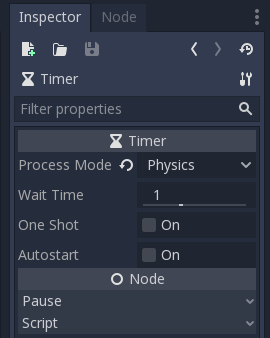 Inspector Node
Timer
Filter properties
Timer
Process Mode Physics
Wait Time 1
One Shot On
Autostart On
Node
Pause
Script